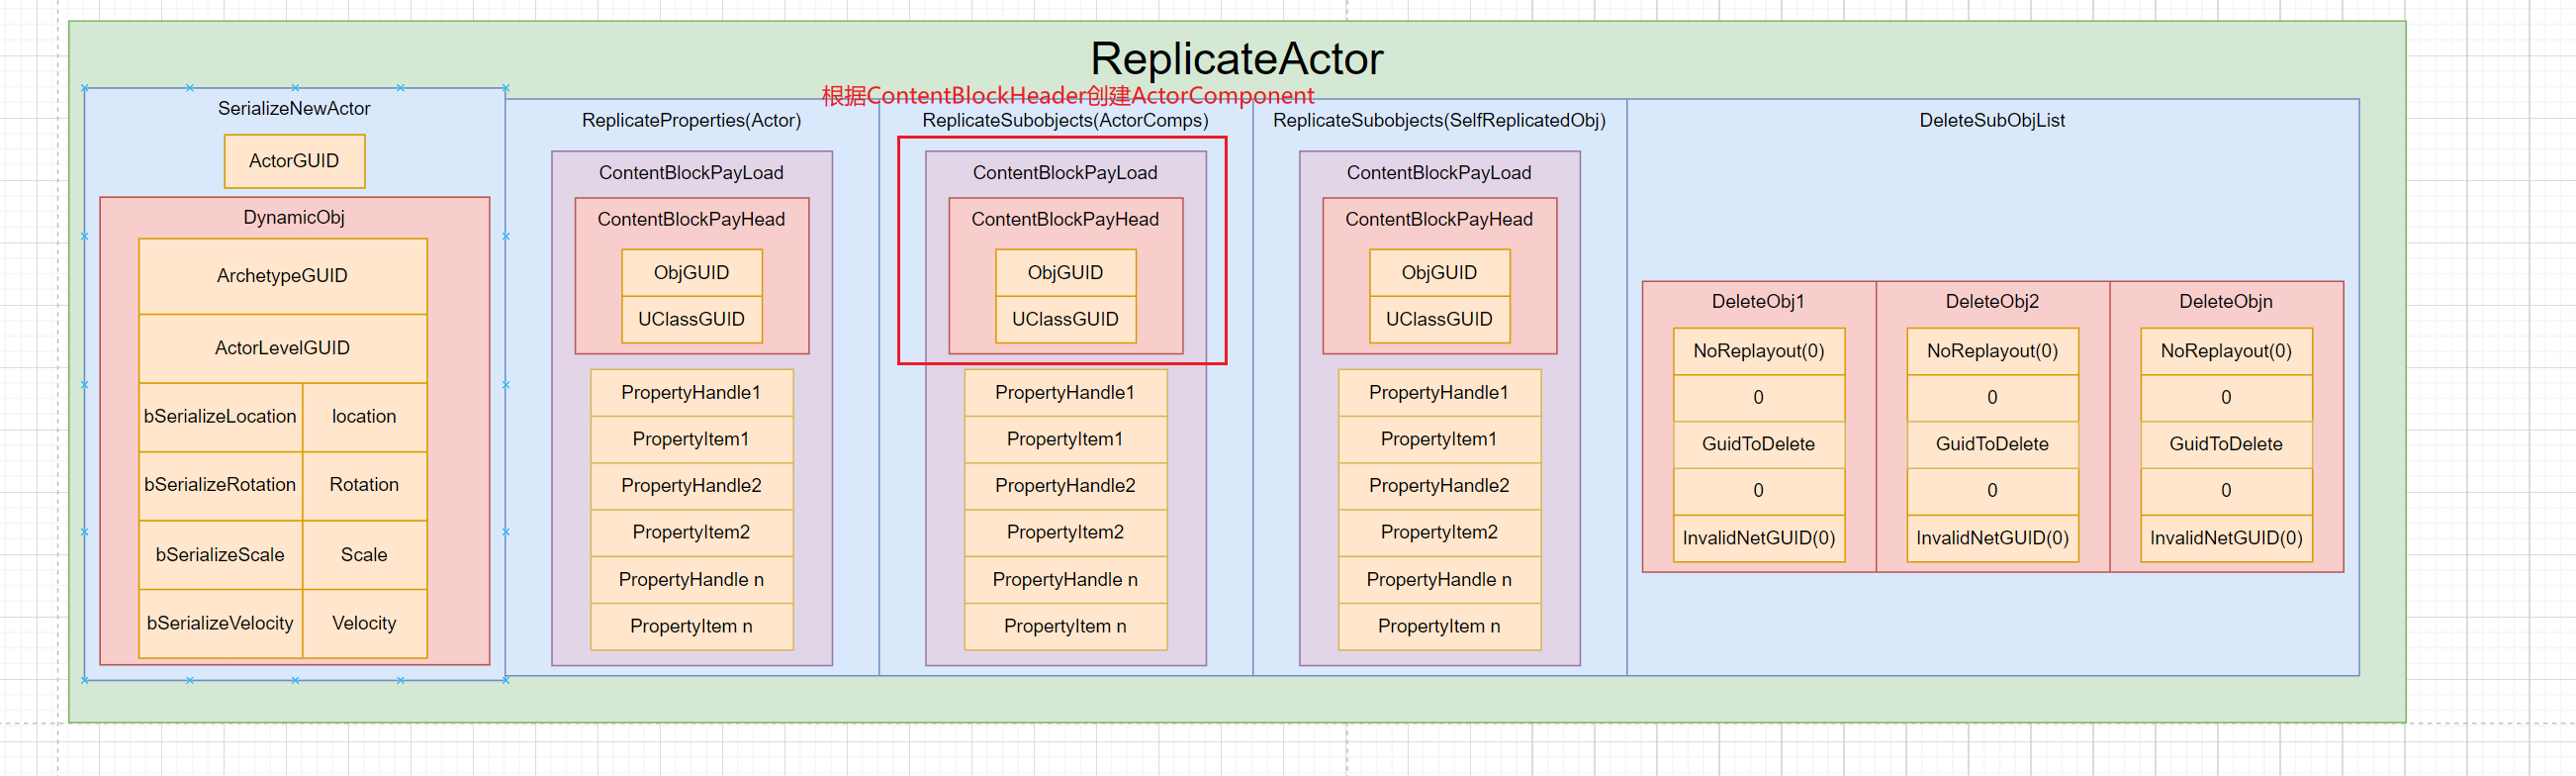 ReplicateActor
根据ContentBlockHeader创建ActorComponent
SerializeNewActor
ActorGUID
DynamicObj
ArchetypeGUID
ActorLevelGUID
bSerializeLocation
location
bSerializeRotation
Rotation
bSerializeScale
Scale
bSerializeVelocity
Velocity
ReplicateProperties(Actor)
ContentBlockPayLoad
ContentBlockPayHead
ObjGUID
UClassGUID
PropertyHandle1
PropertyItem1
PropertyHandle2
PropertyItem2
PropertyHandle n
PropertyItem n
ReplicateSubobjects(ActorComps)
ContentBlockPayLoad
ContentBlockPayHead
ObjGUID
UClassGUID
PropertyHandle1
PropertyItem1
PropertyHandle2
PropertyItem2
PropertyHandle n
PropertyItem n
ReplicateSubobjects(SelfReplicatedObj)
ContentBlockPayLoad
ContentBlockPayHead
ObjGUID
UClassGUID
PropertyHandle1
PropertyItem1
PropertyHandle2
PropertyItem2
PropertyHandle n
PropertyItem n
DeleteSubObjList
DeleteObj1
NoReplayout(0)
0
GuidToDelete
0
InvalidNetGUID(0)
DeleteObj2
NoReplayout(0)
0
GuidToDelete
0
InvalidNetGUID(0)
DeleteObjn
NoReplayout(0)
0
GuidToDelete
0
InvalidNetGUID(0)